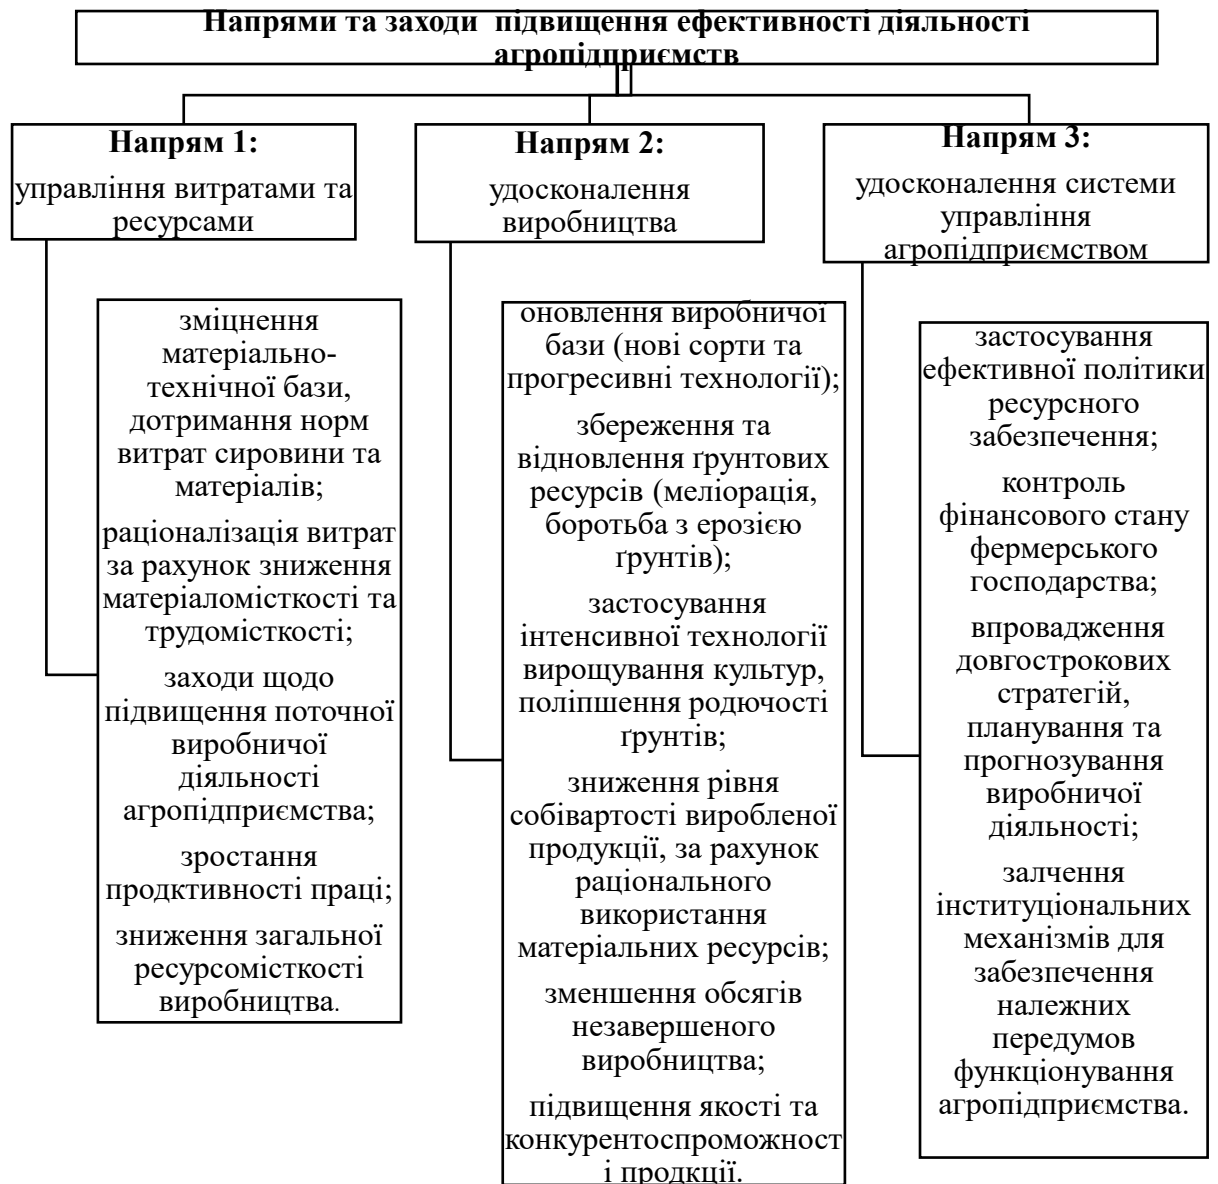 Напрями та заходи  підвищення ефективності діяльності
агропідприємств
Напрям 1:
управління витратами та
ресурсами
зміцнення
матеріально-
технічної бази,
дотримання норм
витрат сировини та
матеріалів;
раціоналізація витрат
за рахунок зниження
матеріаломісткості та
трудомісткості;
заходи щодо
підвищення поточної
виробничої
діяльності
агропідприємства;
зростання
продктивності праці;
зниження загальної
ресурсомісткості
виробництва.
Напрям 2:
удосконалення
виробництва
оновлення виробничої
бази (нові сорти та
прогресивні технології);
збереження та
відновлення ґрунтових
ресурсів (меліорація,
боротьба з ерозією
ґрунтів);
застосування
інтенсивної технології
вирощування культур,
поліпшення родючості
ґрунтів;
зниження рівня
собівартості виробленої
продукції, за рахунок
раціонального
використання
матеріальних ресурсів;
зменшення обсягів
незавершеного
виробництва;
підвищення якості та
конкурентоспроможност
і продкції.
Напрям 3:
удосконалення системи
управління
агропідприємством
застосування
ефективної політики
ресурсного
забезпечення;
контроль
фінансового стану
фермерського
господарства;
впровадження
довгострокових
стратегій,
планування та
прогнозування
виробничої
діяльності;
залчення
інституціональних
механізмів для
забезпечення
належних
передумов
функціонування
агропідприємства.